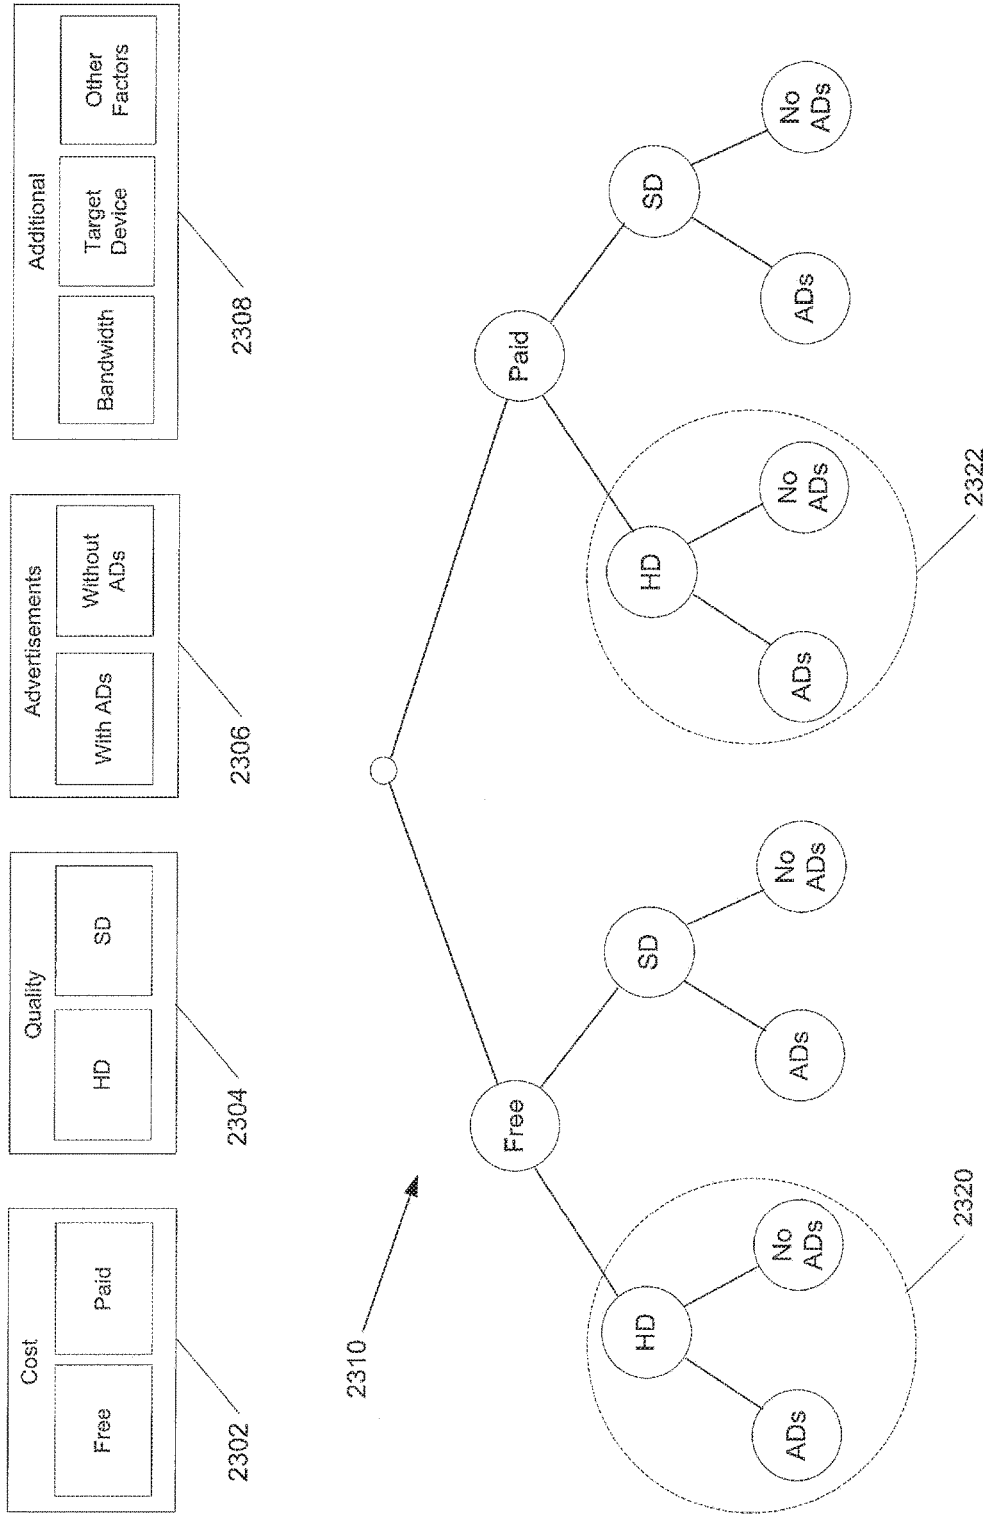 Cost
Free
Paid
2302
Quality
HD
SD
2304
Advertisements
With ADs
Without
ADs
2306
Additional
Bandwidth
Target
Device
Other
Factors
2308
2310
Free
Paid
HD
SD
HD
SD
ADs
No
ADs
ADs
No
ADs
ADs
No
ADs
ADs
No
ADs
2320
2322